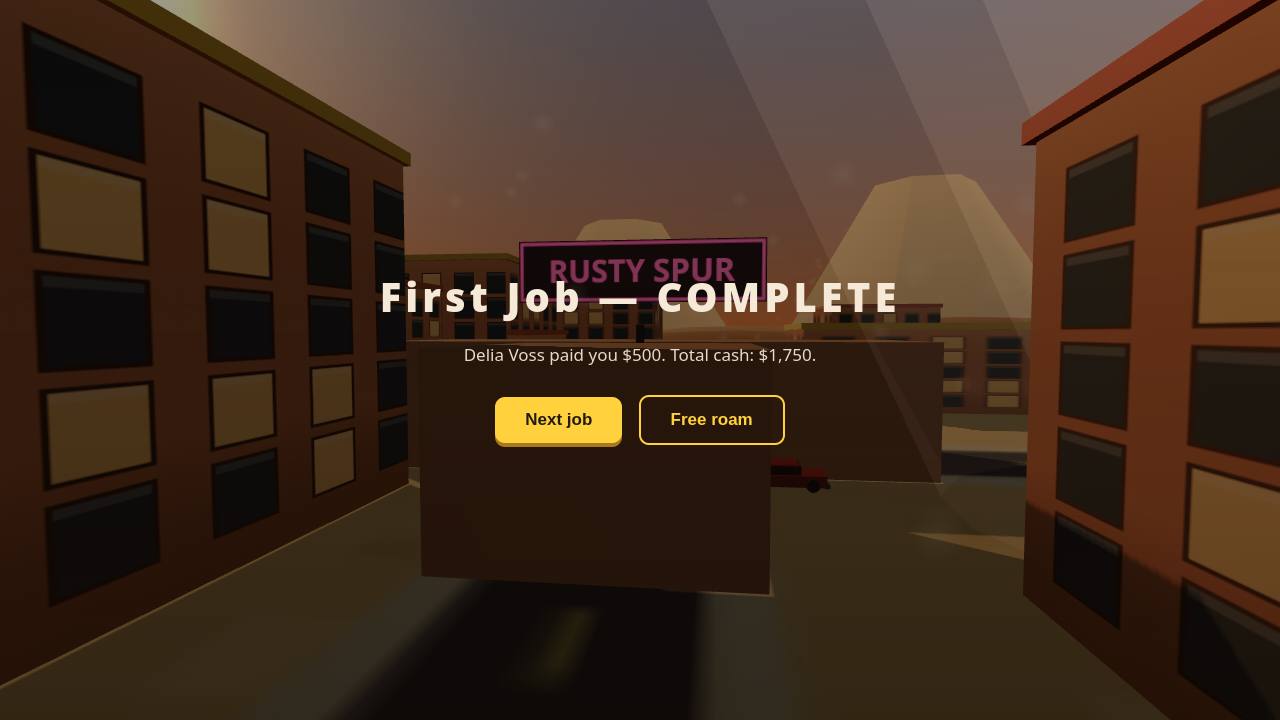 RUSTY SPUR
First Job — COMPLETE
Delia Voss paid you $500. Total cash: $1,750.
Next job
Free roam